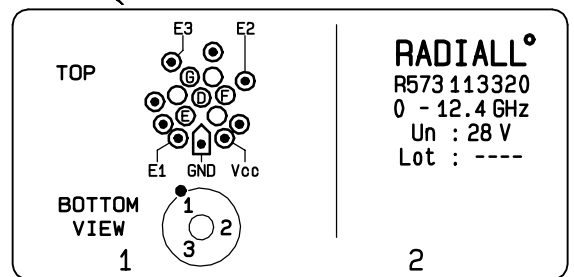 E3 E2
TOP
G
D F
E
E1 GND Vcc
BOTTOM
VIEW
1
2
3
1
RADIALL°
R573 113320
0 - 12.4 GHz
Un : 28 V
Lot : ----
2